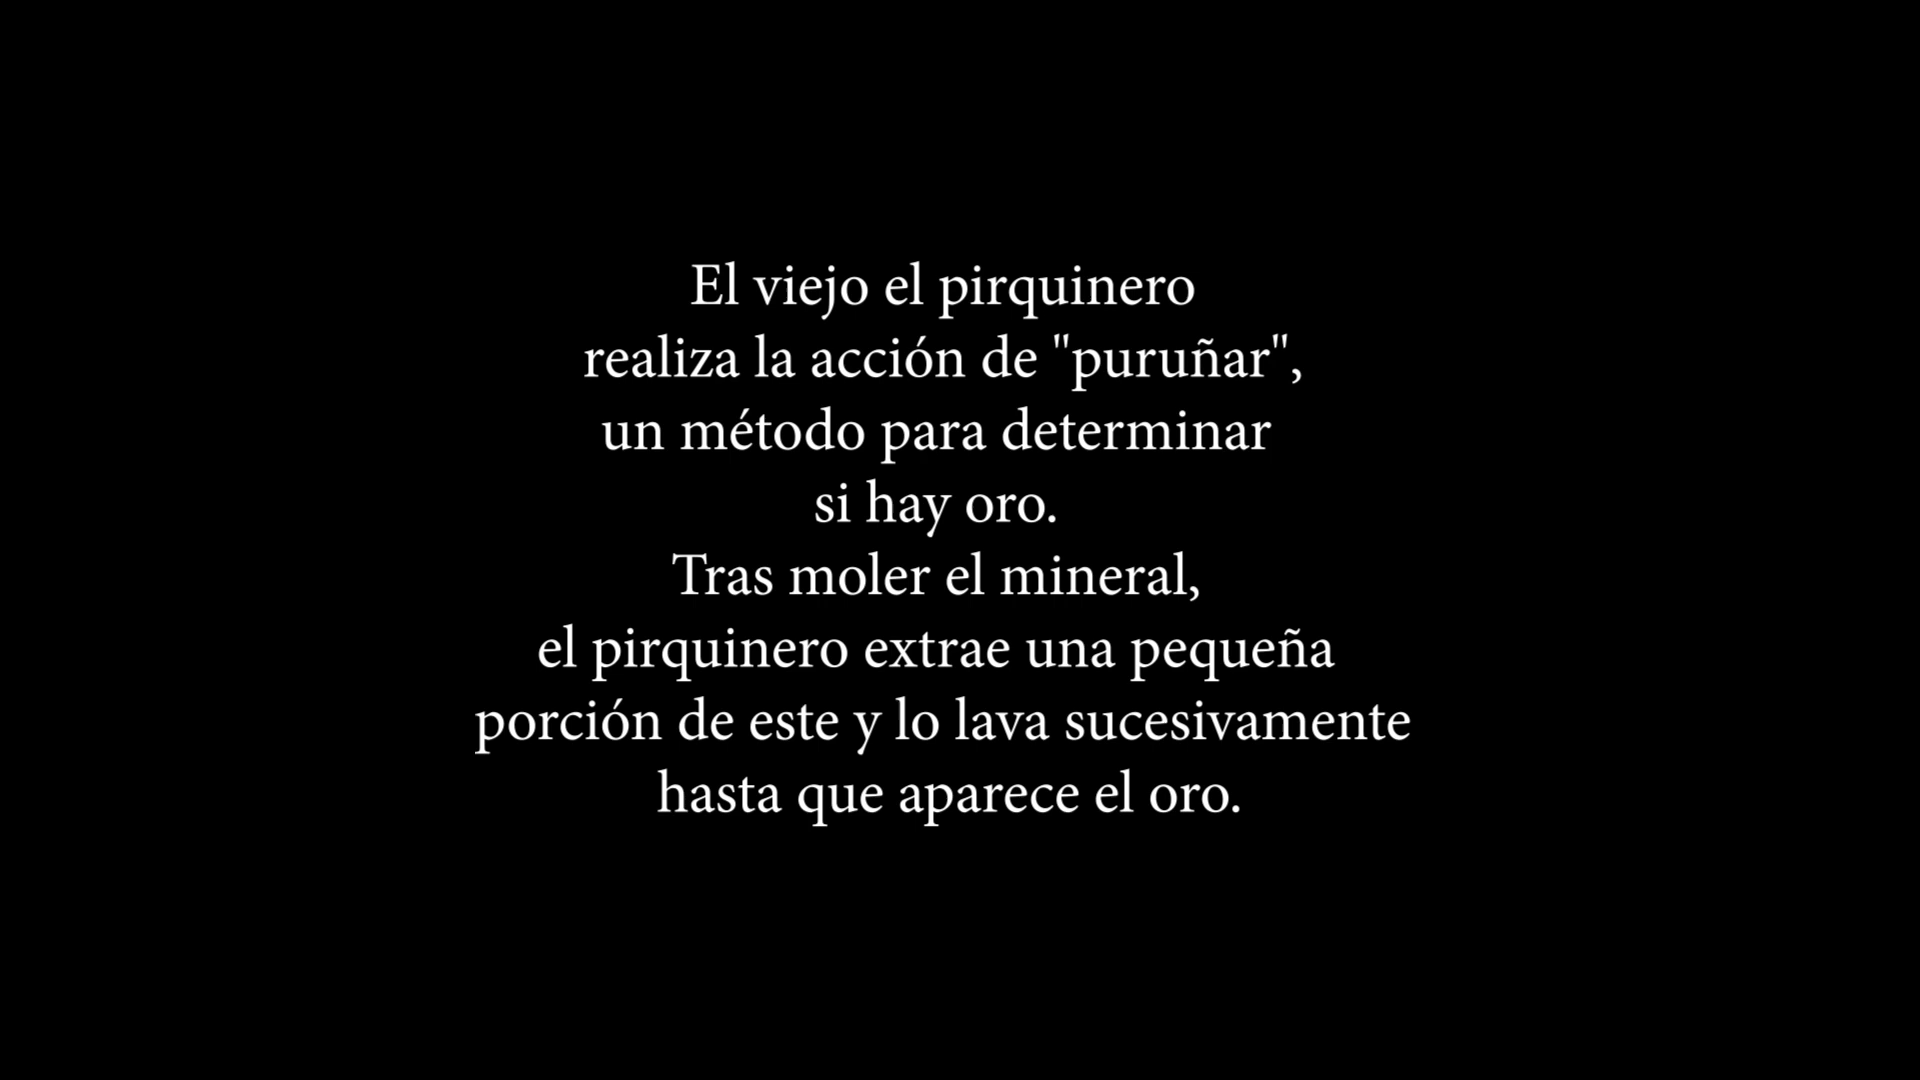 El viejo el pirquinero
realiza la acción de "puruñar",
un método para determinar
si hay oro.
Tras moler el mineral,
el pirquinero extrae una pequeña
porción de este y lo lava sucesivamente
hasta que aparece el oro.